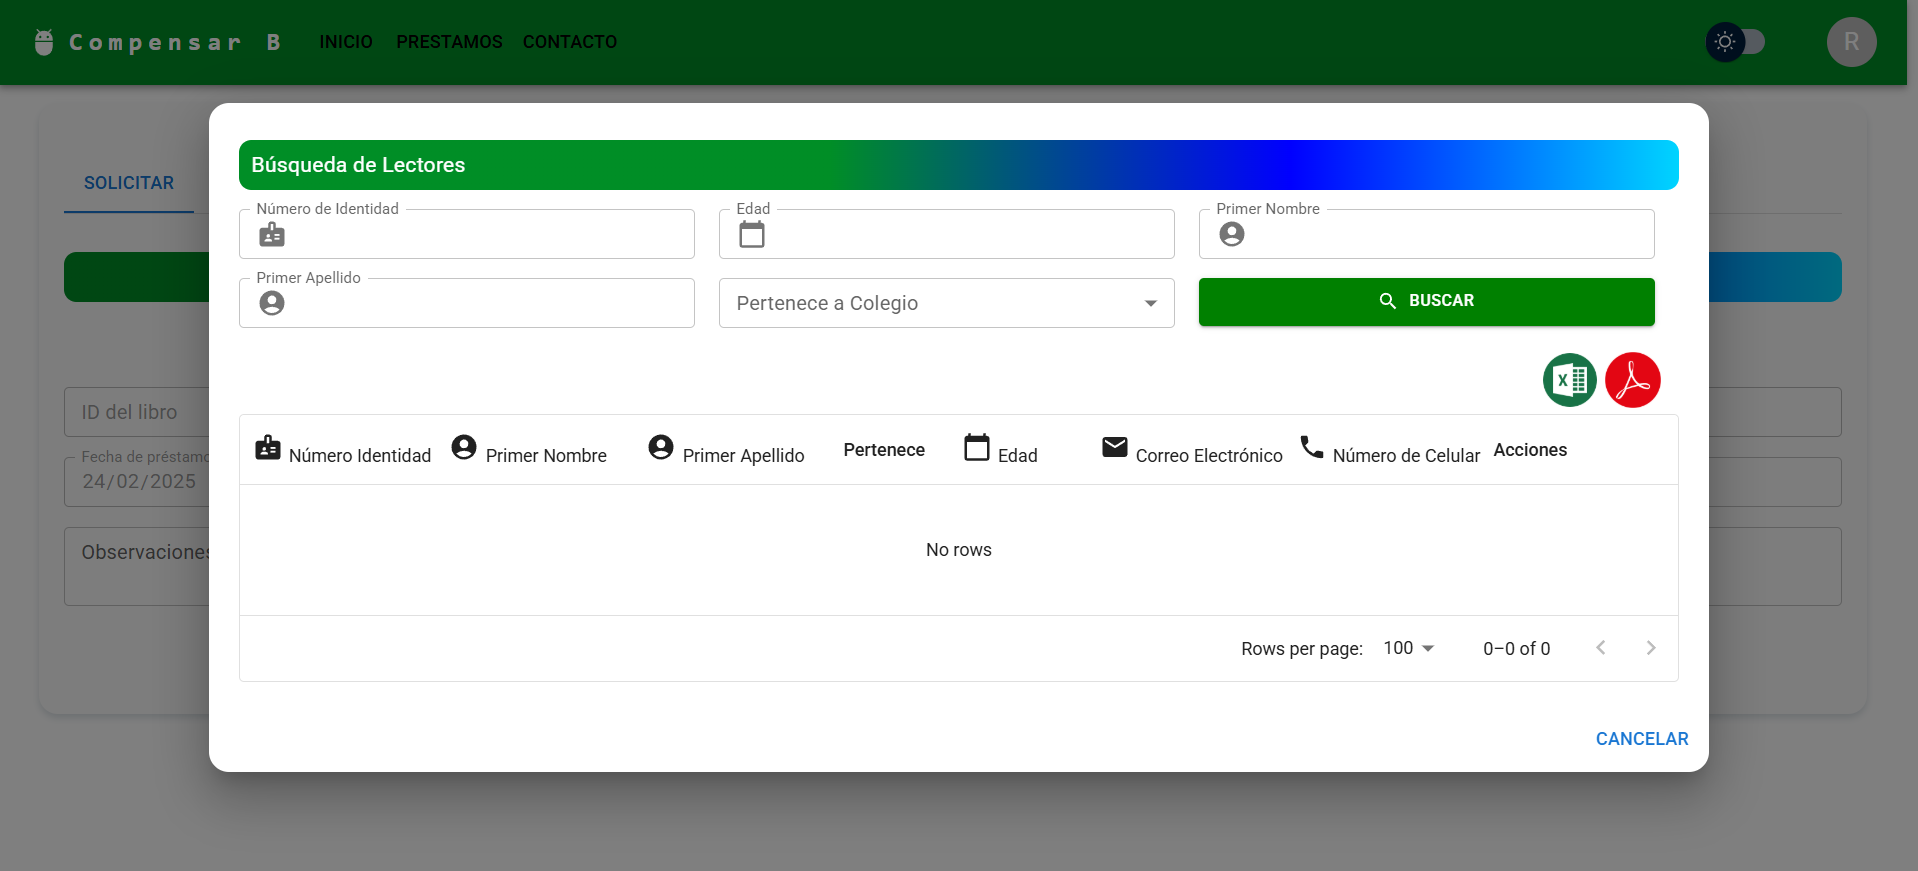 Compensar B INICIO PRESTAMOS CONTACTO R
SOLICITAR
Búsqueda de Lectores
Número de Identidad Edad Primer Nombre
Primer Apellido
Pertenece a Colegio BUSCAR
X
ID del libro
Número Identidad Primer Nombre Primer Apellido Pertenece Edad Correo Electrónico Número de Celular Acciones
Fecha de préstamo
24/02/2025
Observaciones
No rows
Rows per page: 100 0–0 of 0
CANCELAR